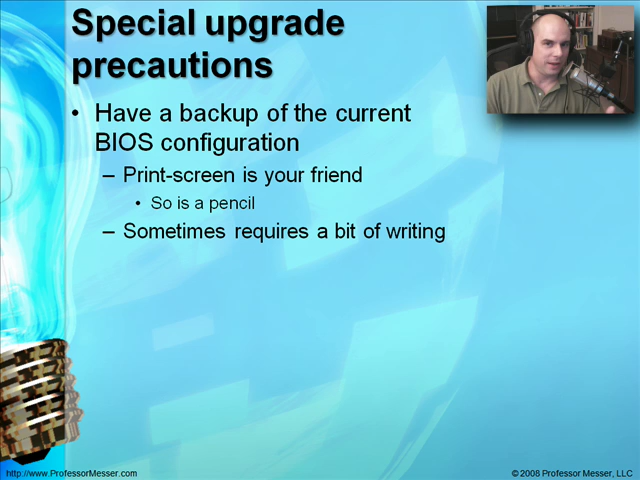 Special upgrade
precautions
• Have a backup of the current
BIOS configuration
– Print-screen is your friend
• So is a pencil
– Sometimes requires a bit of writing
http://www.ProfessorMesser.com
© 2008 Professor Messer, LLC